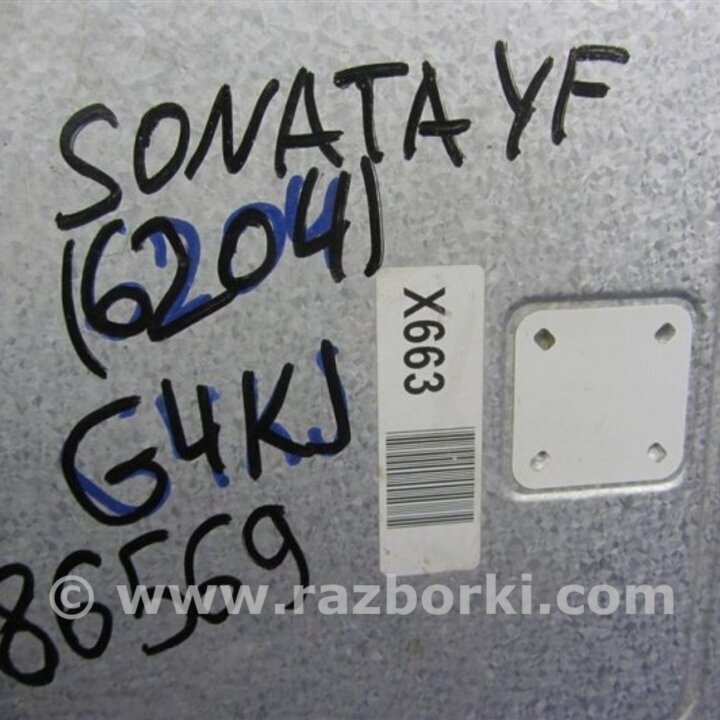 SONATA YF
(6204)
X663
G4KJ
86569
© www.razborki.com